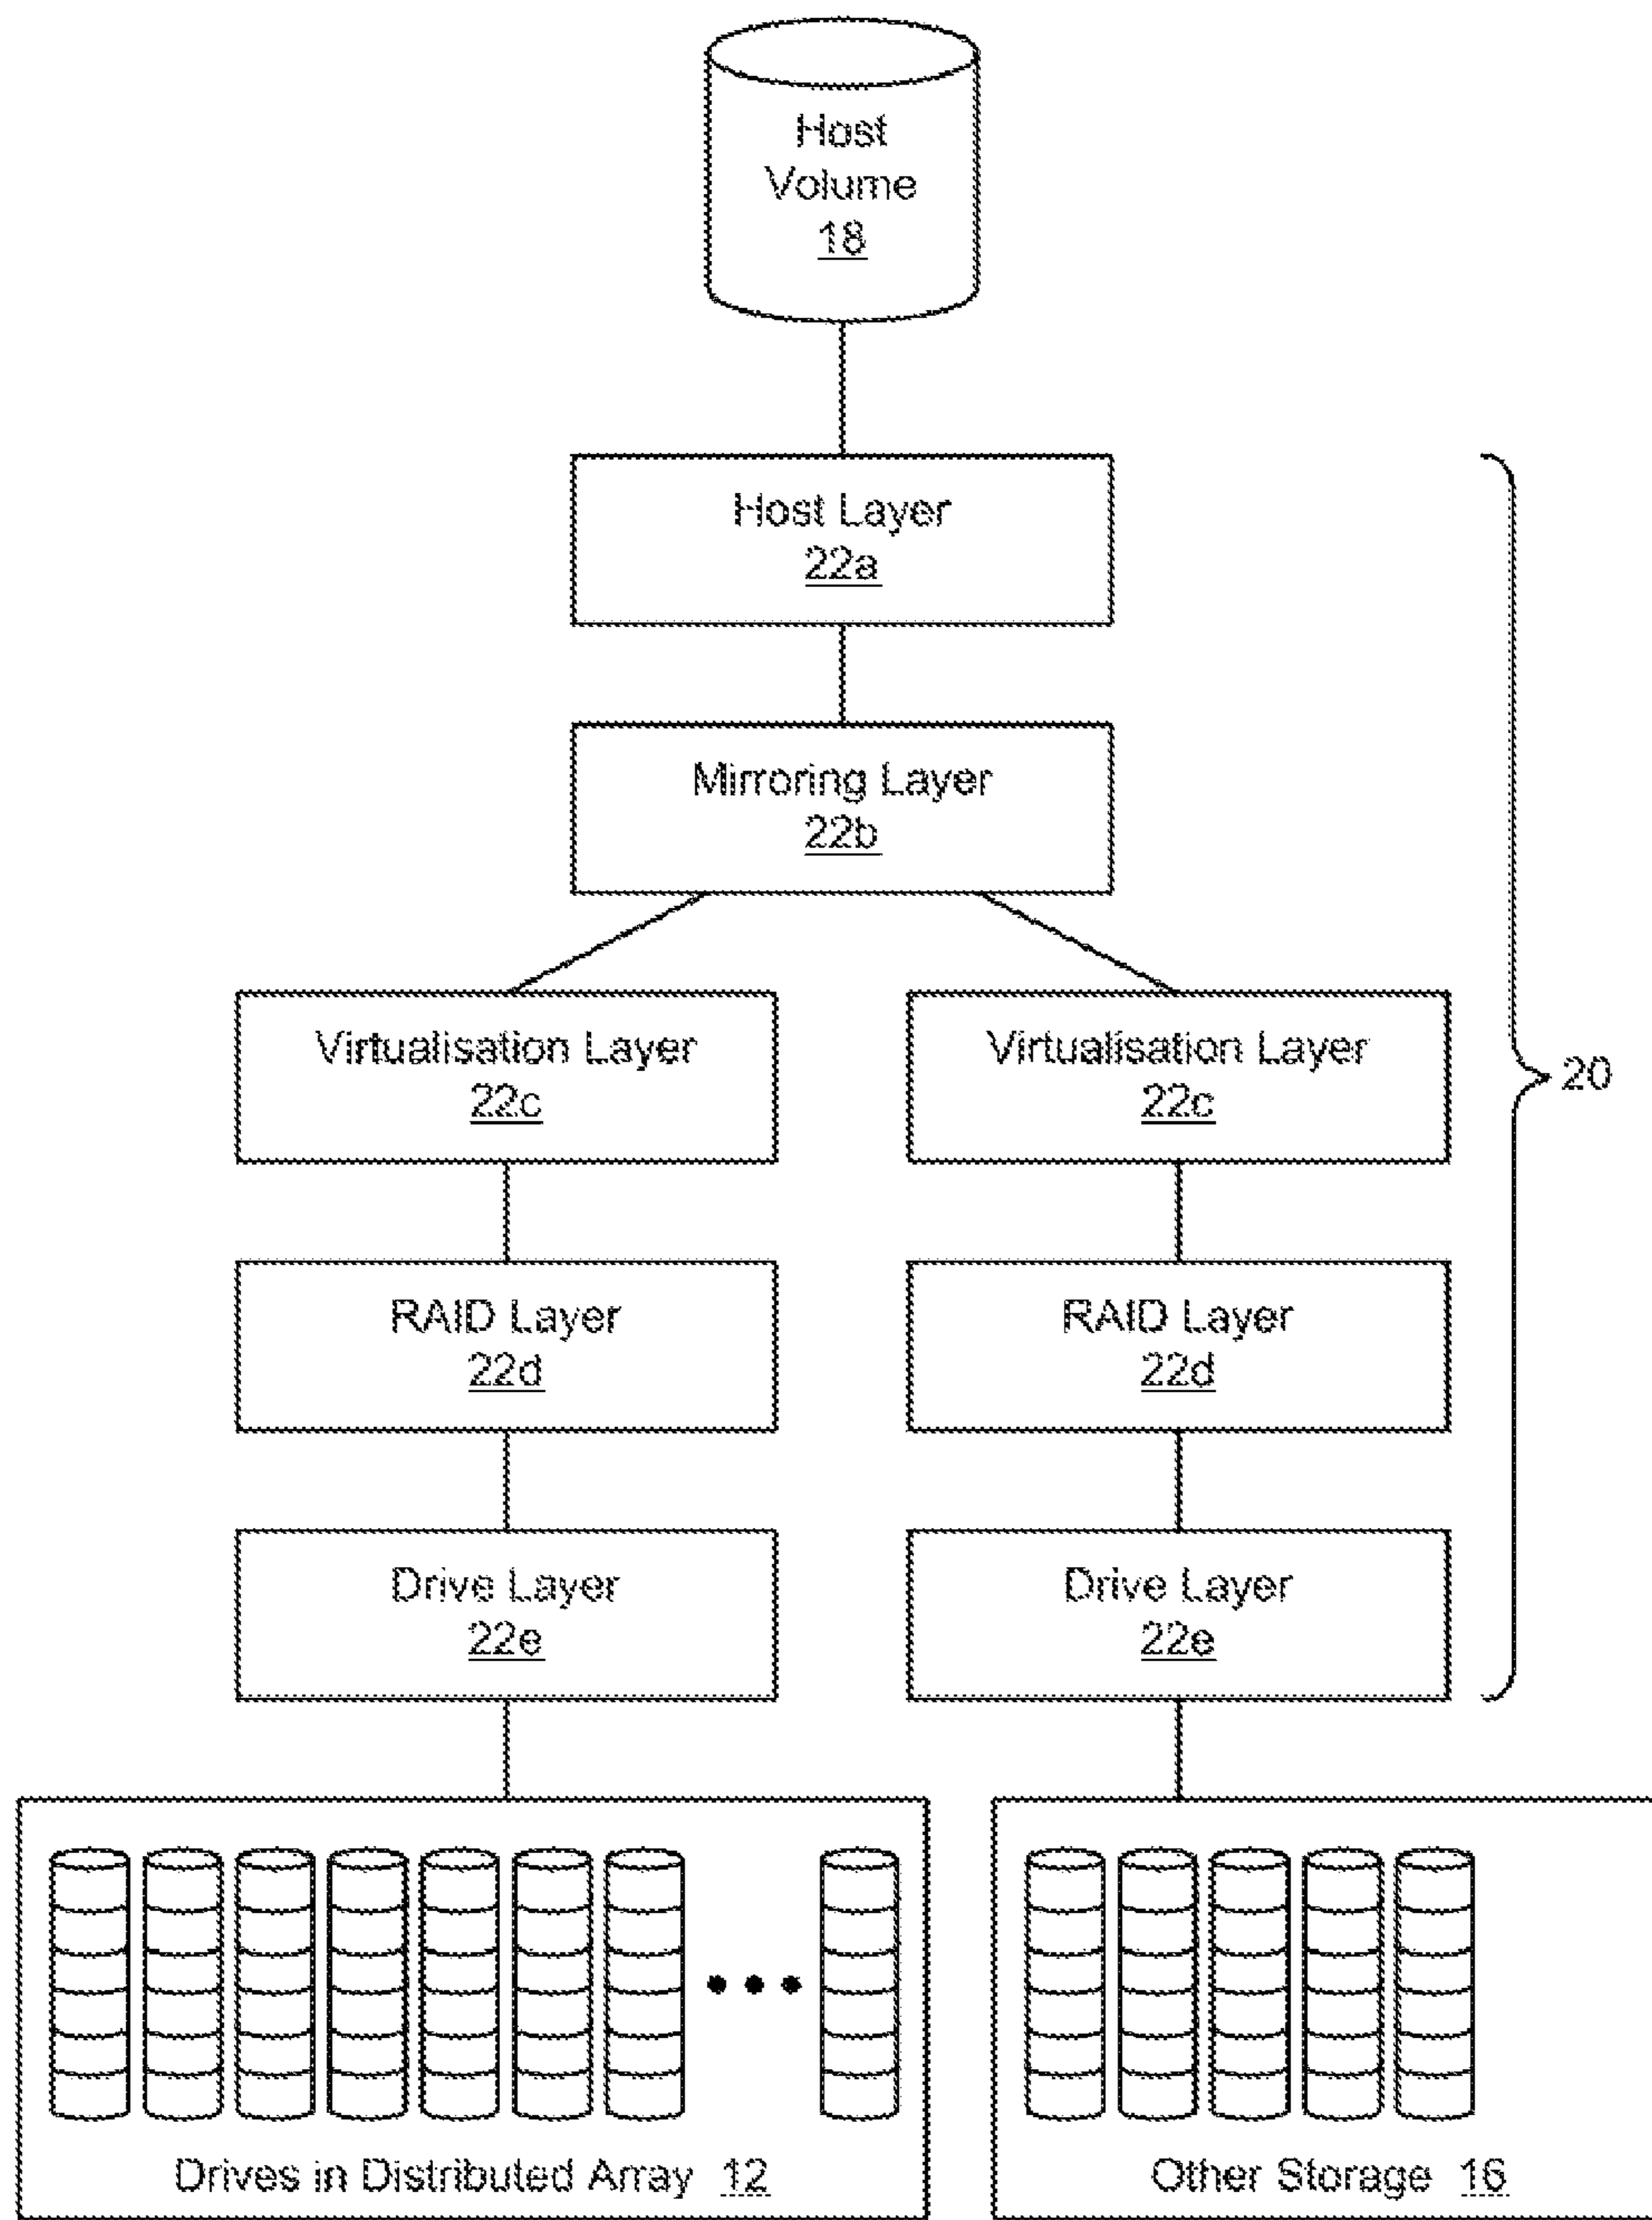 Host
Volume
18
Host Layer
22a
Mirroring Layer
22b
Virtualisation Layer
22c
Virtualisation Layer
22c
20
RAID Layer
22d
RAID Layer
22d
Drive Layer
22e
Drive Layer
22e
Drives in Distributed Array 12
Other Storage 16